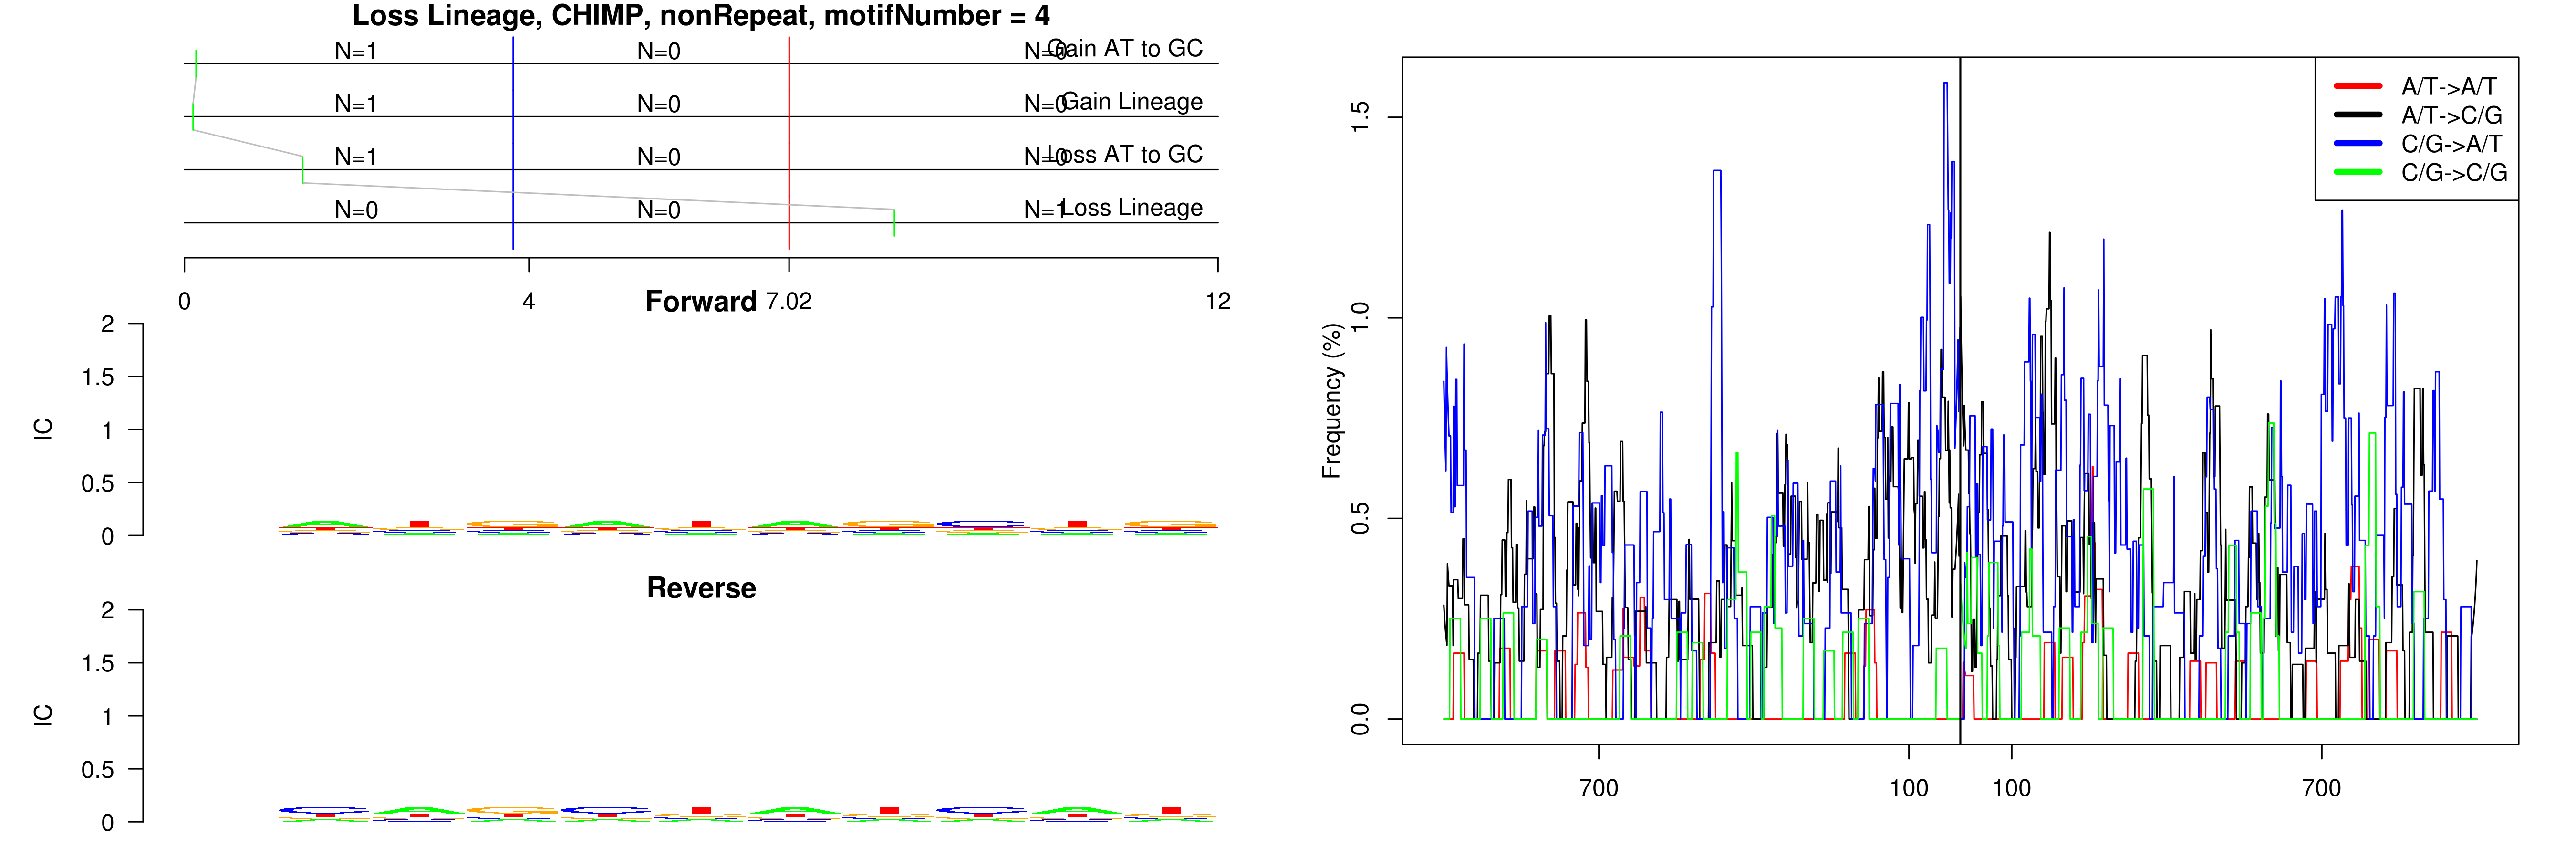 Loss Lineage, CHIMP, nonRepeat, motifNumber = 4
N=1 N=0 N=0 Gain AT to GC
N=1 N=0 N=0 Gain Lineage
N=1 N=0 N=0 Loss AT to GC
N=0 N=0 N=1 Loss Lineage
0 4 7.02 12
Forward
2
1.5
1
0.5
0
IC
Reverse
2
1.5
1
0.5
0
IC
A/T->A/T
A/T->C/G
C/G->A/T
C/G->C/G
1.5
1.0
0.5
0.0
Frequency (%)
700 100 100 700